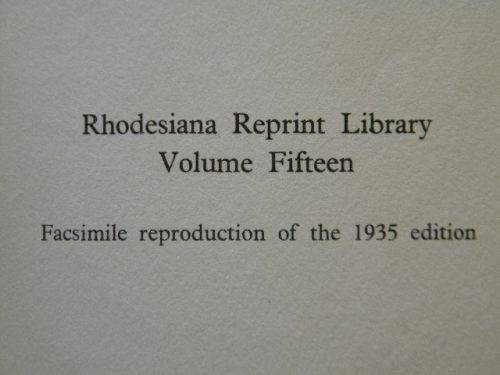 Rhodesiana Reprint Library
Volume Fifteen
Facsimile reproduction of the 1935 edition